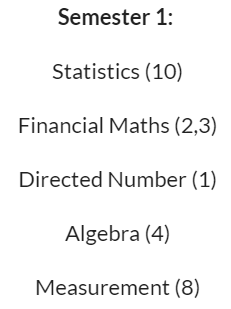 Semester 1:
Statistics (10)
Financial Maths (2,3)
Directed Number (1)
Algebra (4)
Measurement (8)